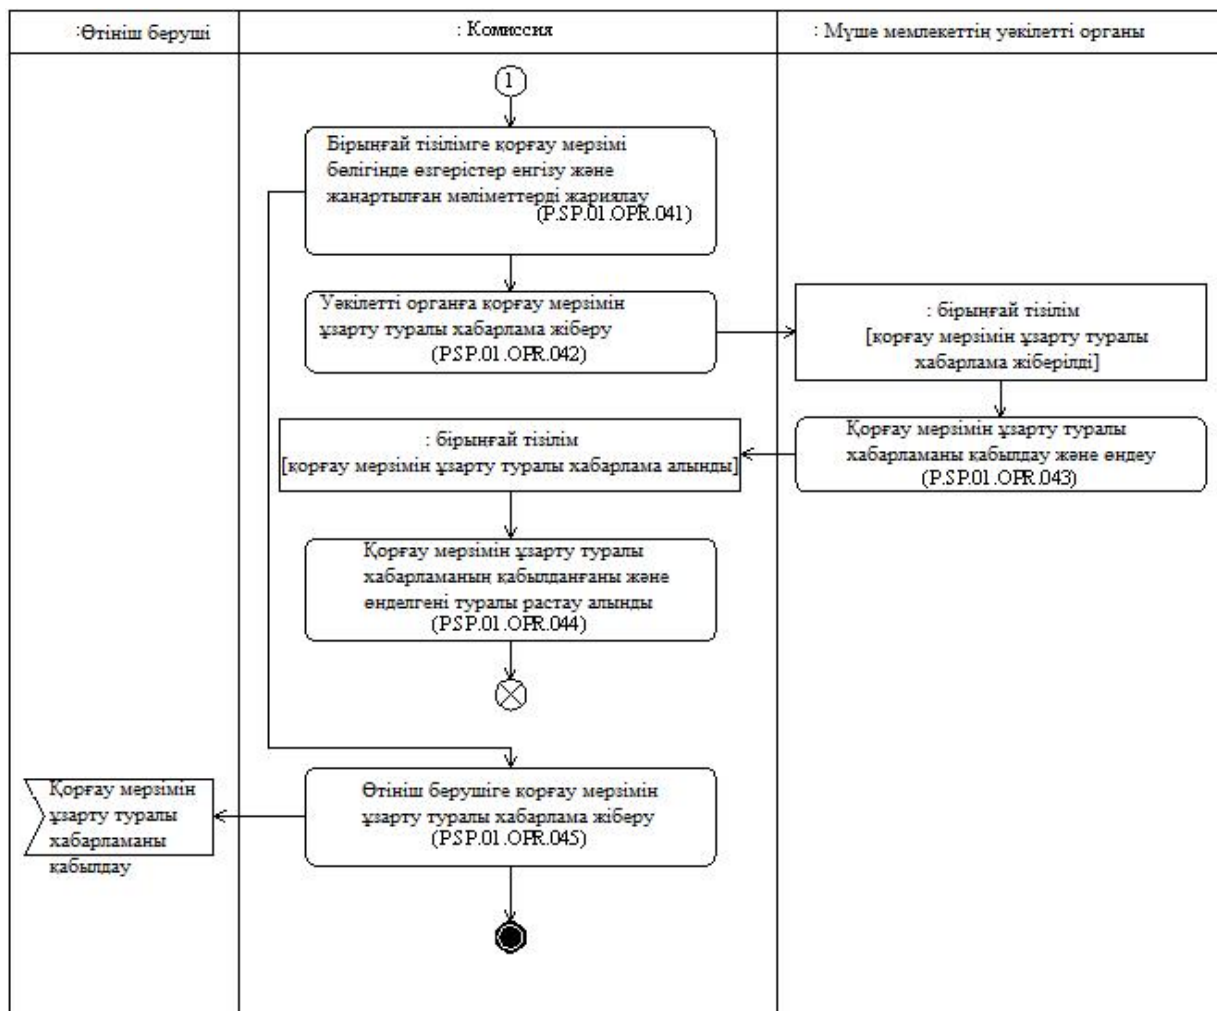 :Өтініш беруші
: Комиссия
: Мүше мемлекеттің уәкілетті органы
1
Бірыңғай тізілімге қорғау мерзімі
бөлігінде өзгерістер енгізу және
жаңартылған мәліметтерді жариялау
(P.SP.01.OPR.041)
Уәкілетті органға қорғау мерзімін
ұзарту туралы хабарлама жіберу
(P.SP.01.OPR.042)
: бірыңғай тізілім
[қорғау мерзімін ұзарту туралы
хабарлама жіберілді]
Қорғау мерзімін ұзарту туралы
хабарламаны қабылдау және өңдеу
(P.SP.01.OPR.043)
: бірыңғай тізілім
[қорғау мерзімін ұзарту туралы хабарлама алынды]
Қорғау мерзімін ұзарту туралы
хабарламаның қабылданғаны және
өңделгені туралы растау алынды
(P.SP.01.OPR.044)
Өтініш берушіге қорғау мерзімін
ұзарту туралы хабарлама жіберу
(P.SP.01.OPR.045)
Қорғау мерзімін
ұзарту туралы
хабарламаны
қабылдау